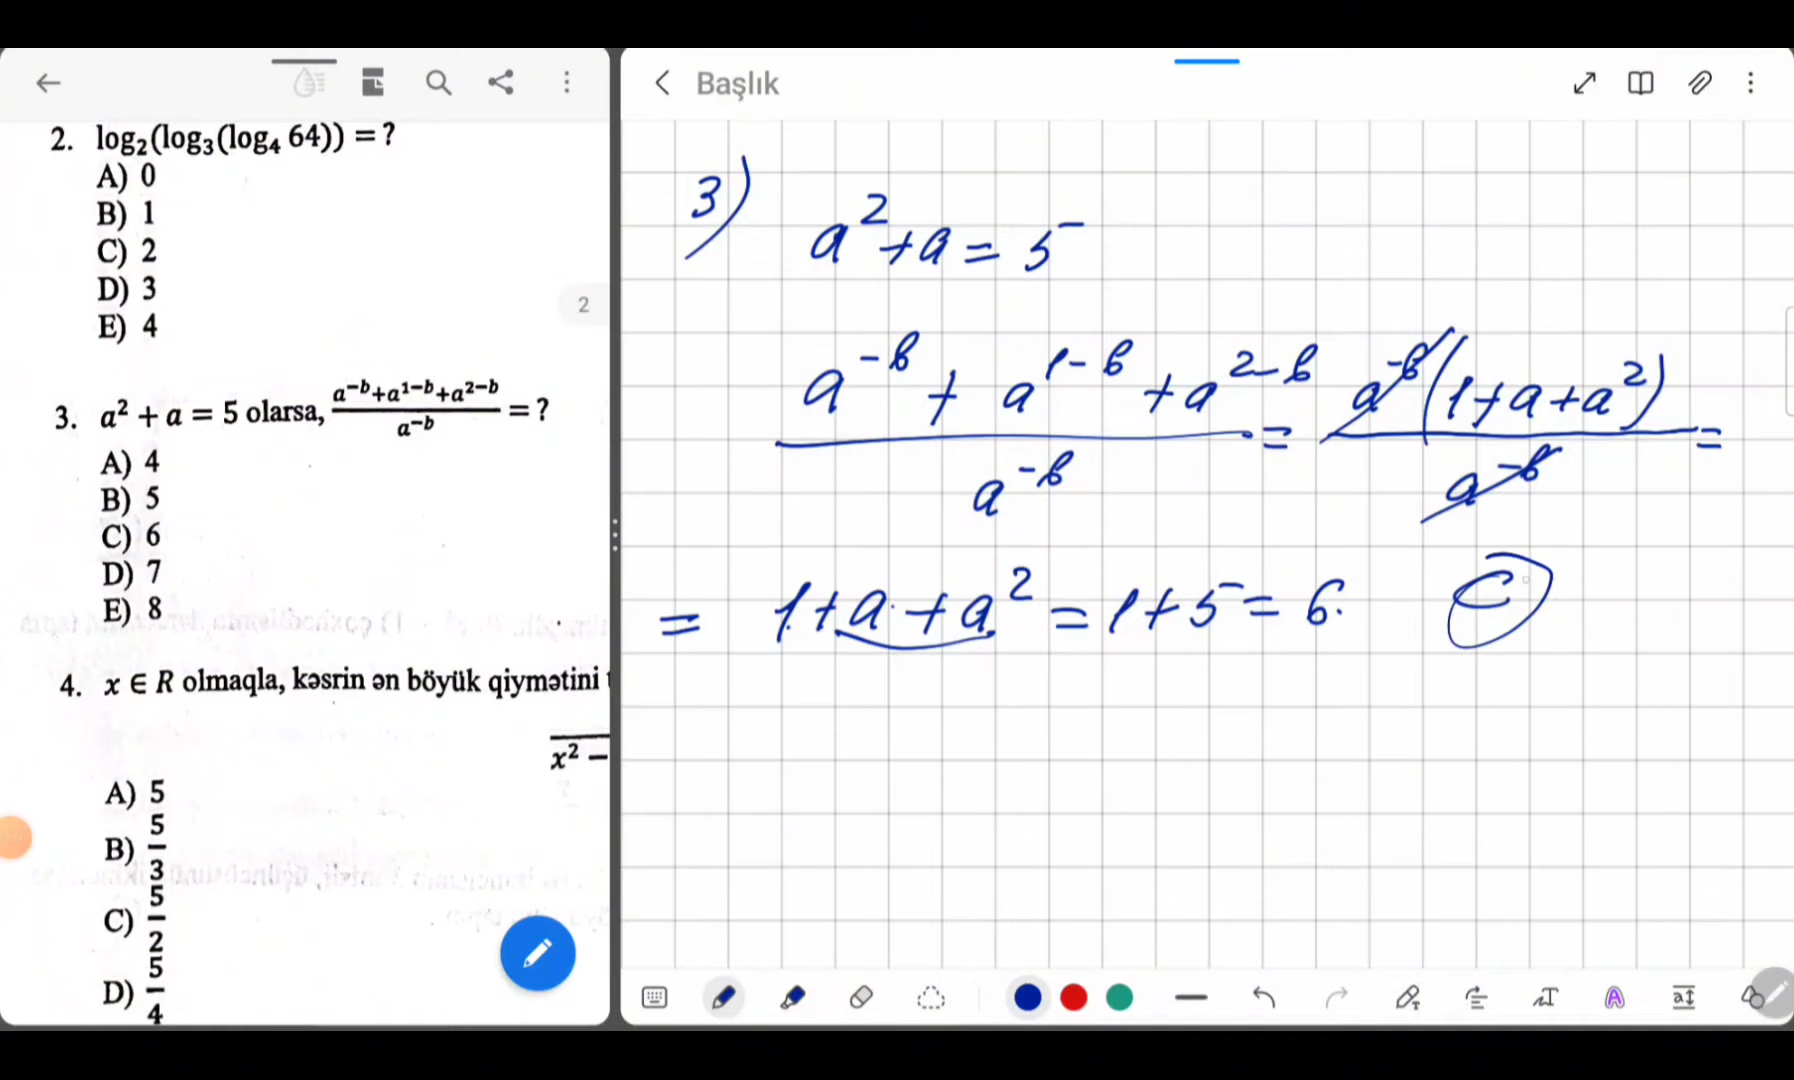 Başlık
2. log₂(log₃(log₄ 64)) = ?
A) 0
B) 1
C) 2
D) 3
E) 4
2
3. a² + a = 5 olarsa, (a⁻ᵇ+a¹⁻ᵇ+a²⁻ᵇ)/a⁻ᵇ = ?
A) 4
B) 5
C) 6
D) 7
E) 8
4. x ∈ R olmaqla, kəsrin ən böyük qiymətini
x² −
A) 5
B) 5/3
C) 5/2
D) 5/4
3) a² + a = 5
(a⁻ᵇ + a¹⁻ᵇ + a²⁻ᵇ)/a⁻ᵇ = a⁻ᵇ(1+a+a²)/a⁻ᵇ =
= 1+a+a² = 1+5 = 6. C